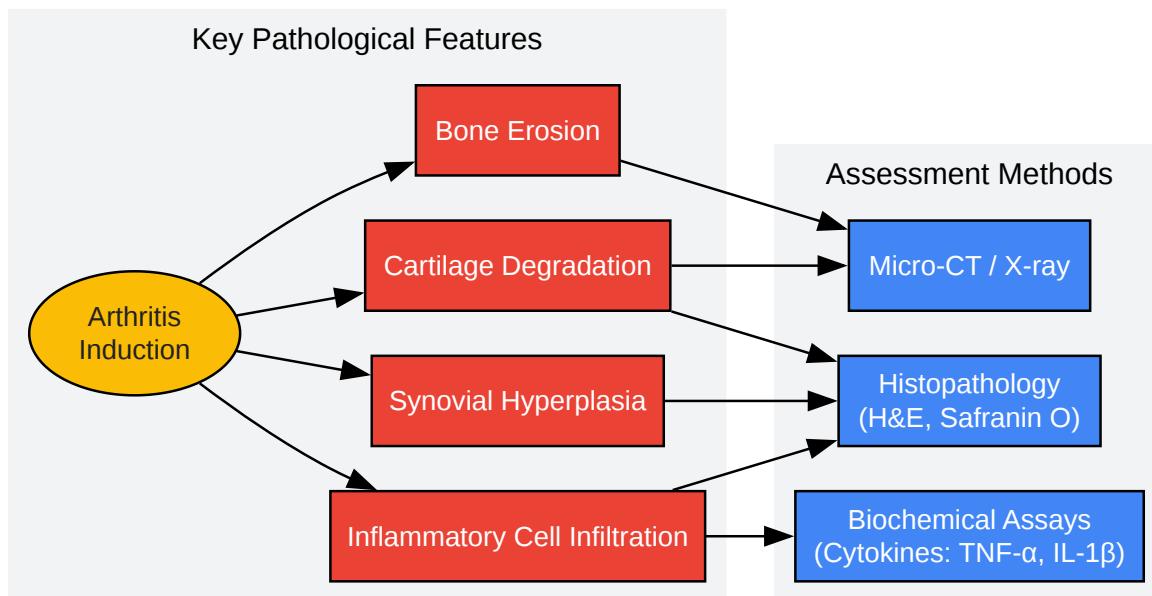 Key Pathological Features
Bone Erosion
Assessment Methods
Cartilage Degradation
Micro-CT / X-ray
Arthritis
Induction
Synovial Hyperplasia
Histopathology
(H&E, Safranin O)
Inflammatory Cell Infiltration
Biochemical Assays
(Cytokines: TNF-α, IL-1β)